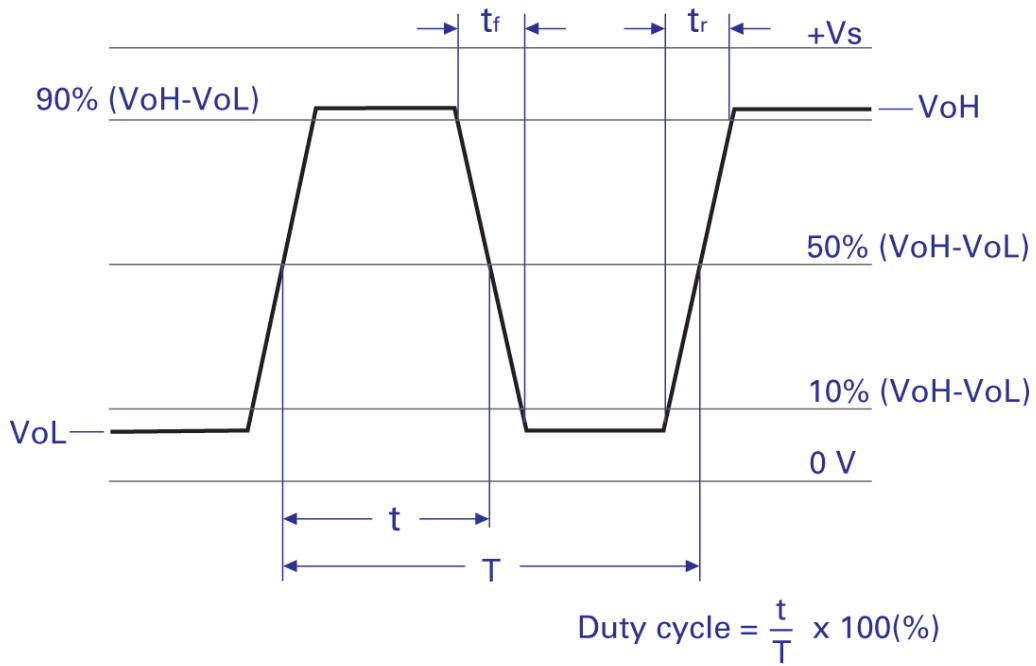 tf
tr
+Vs
90% (VoH-VoL)
VoH
50% (VoH-VoL)
10% (VoH-VoL)
VoL
0 V
t
T
Duty cycle = t/T x 100(%)